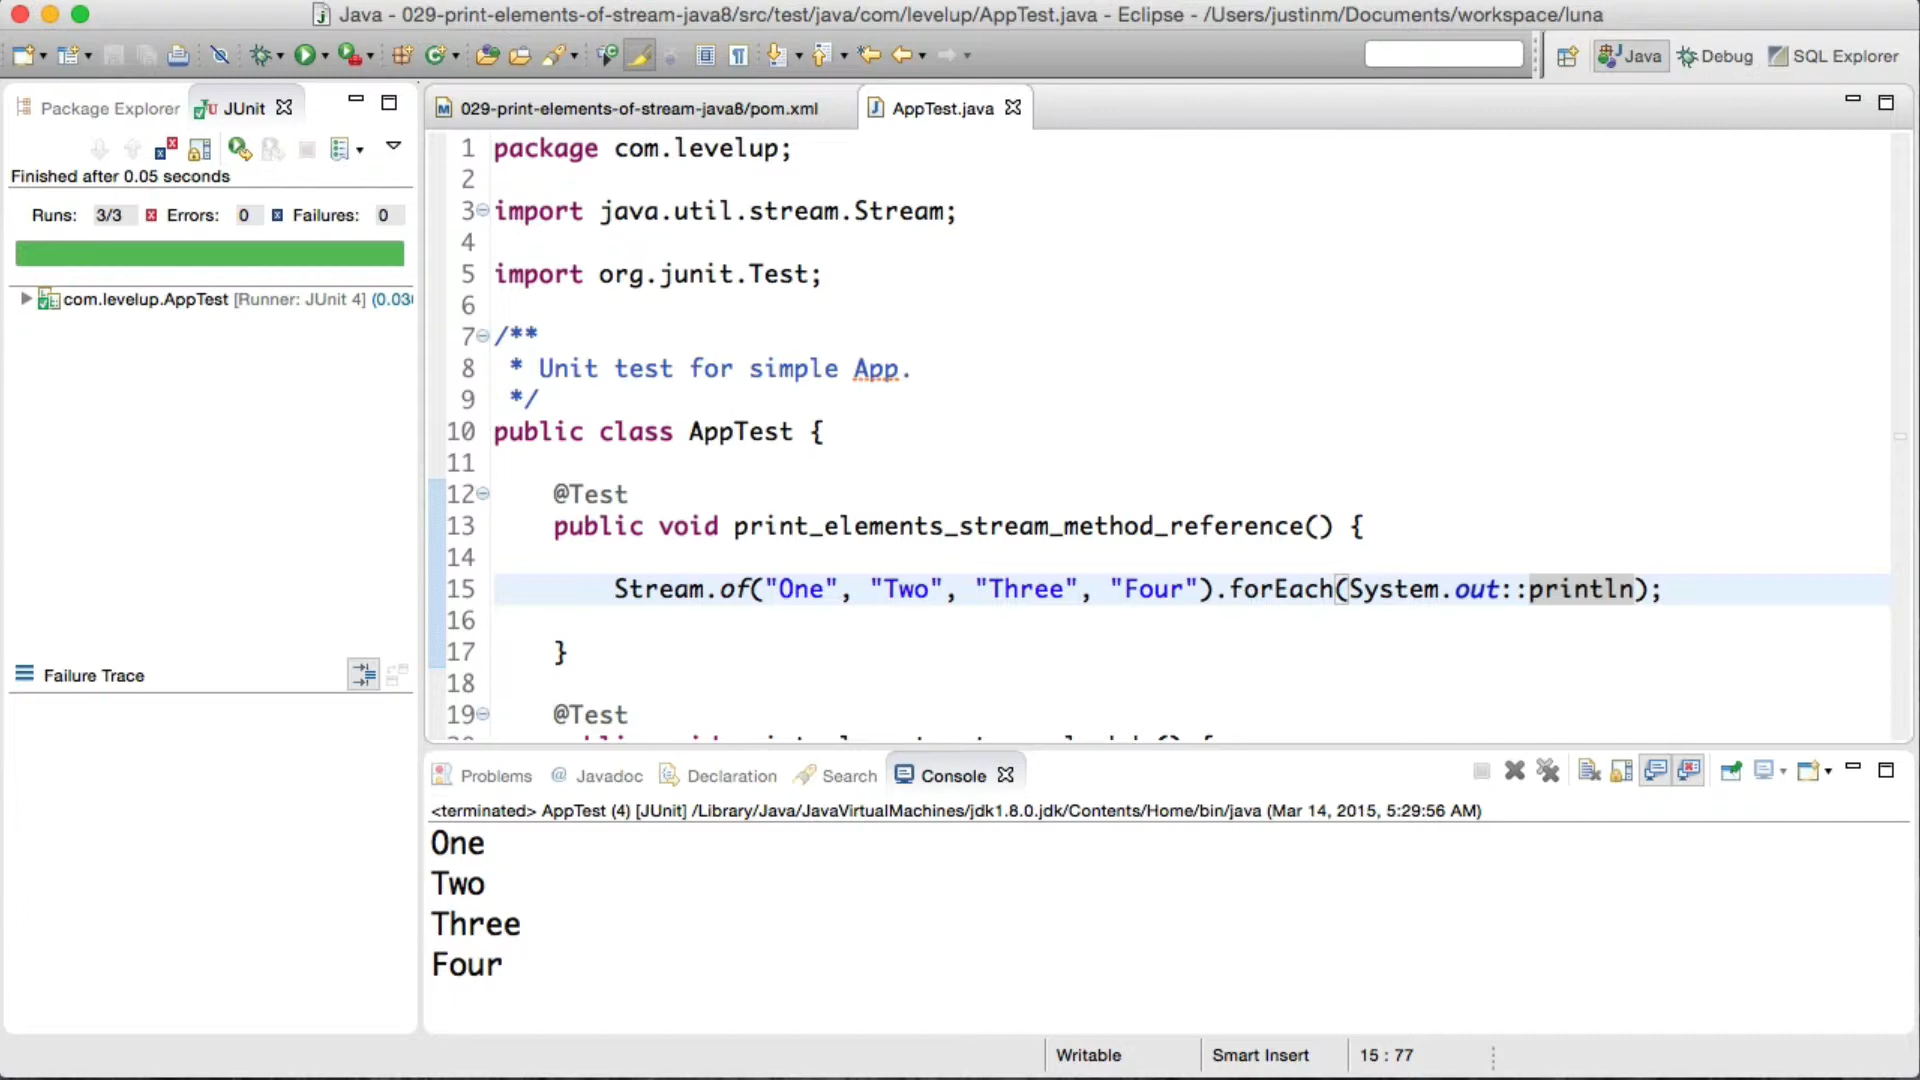 Java - 029-print-elements-of-stream-java8/src/test/java/com/levelup/AppTest.java - Eclipse - /Users/justinm/Documents/workspace/luna
Java
Debug
SQL Explorer
Package Explorer
JUnit
Finished after 0.05 seconds
Runs: 3/3
Errors: 0
Failures: 0
com.levelup.AppTest [Runner: JUnit 4]
Failure Trace
029-print-elements-of-stream-java8/pom.xml
AppTest.java
1 package com.levelup;
2
3 import java.util.stream.Stream;
4
5 import org.junit.Test;
6
7 /**
8  * Unit test for simple App.
9  */
10 public class AppTest {
11
12     @Test
13     public void print_elements_stream_method_reference() {
14
15         Stream.of("One", "Two", "Three", "Four").forEach(System.out::println);
16
17     }
18
19     @Test
Problems
@ Javadoc
Declaration
Search
Console
<terminated> AppTest (4) [JUnit] /Library/Java/JavaVirtualMachines/jdk1.8.0.jdk/Contents/Home/bin/java (Mar 14, 2015, 5:29:56 AM)
One
Two
Three
Four
Writable
Smart Insert
15 : 77